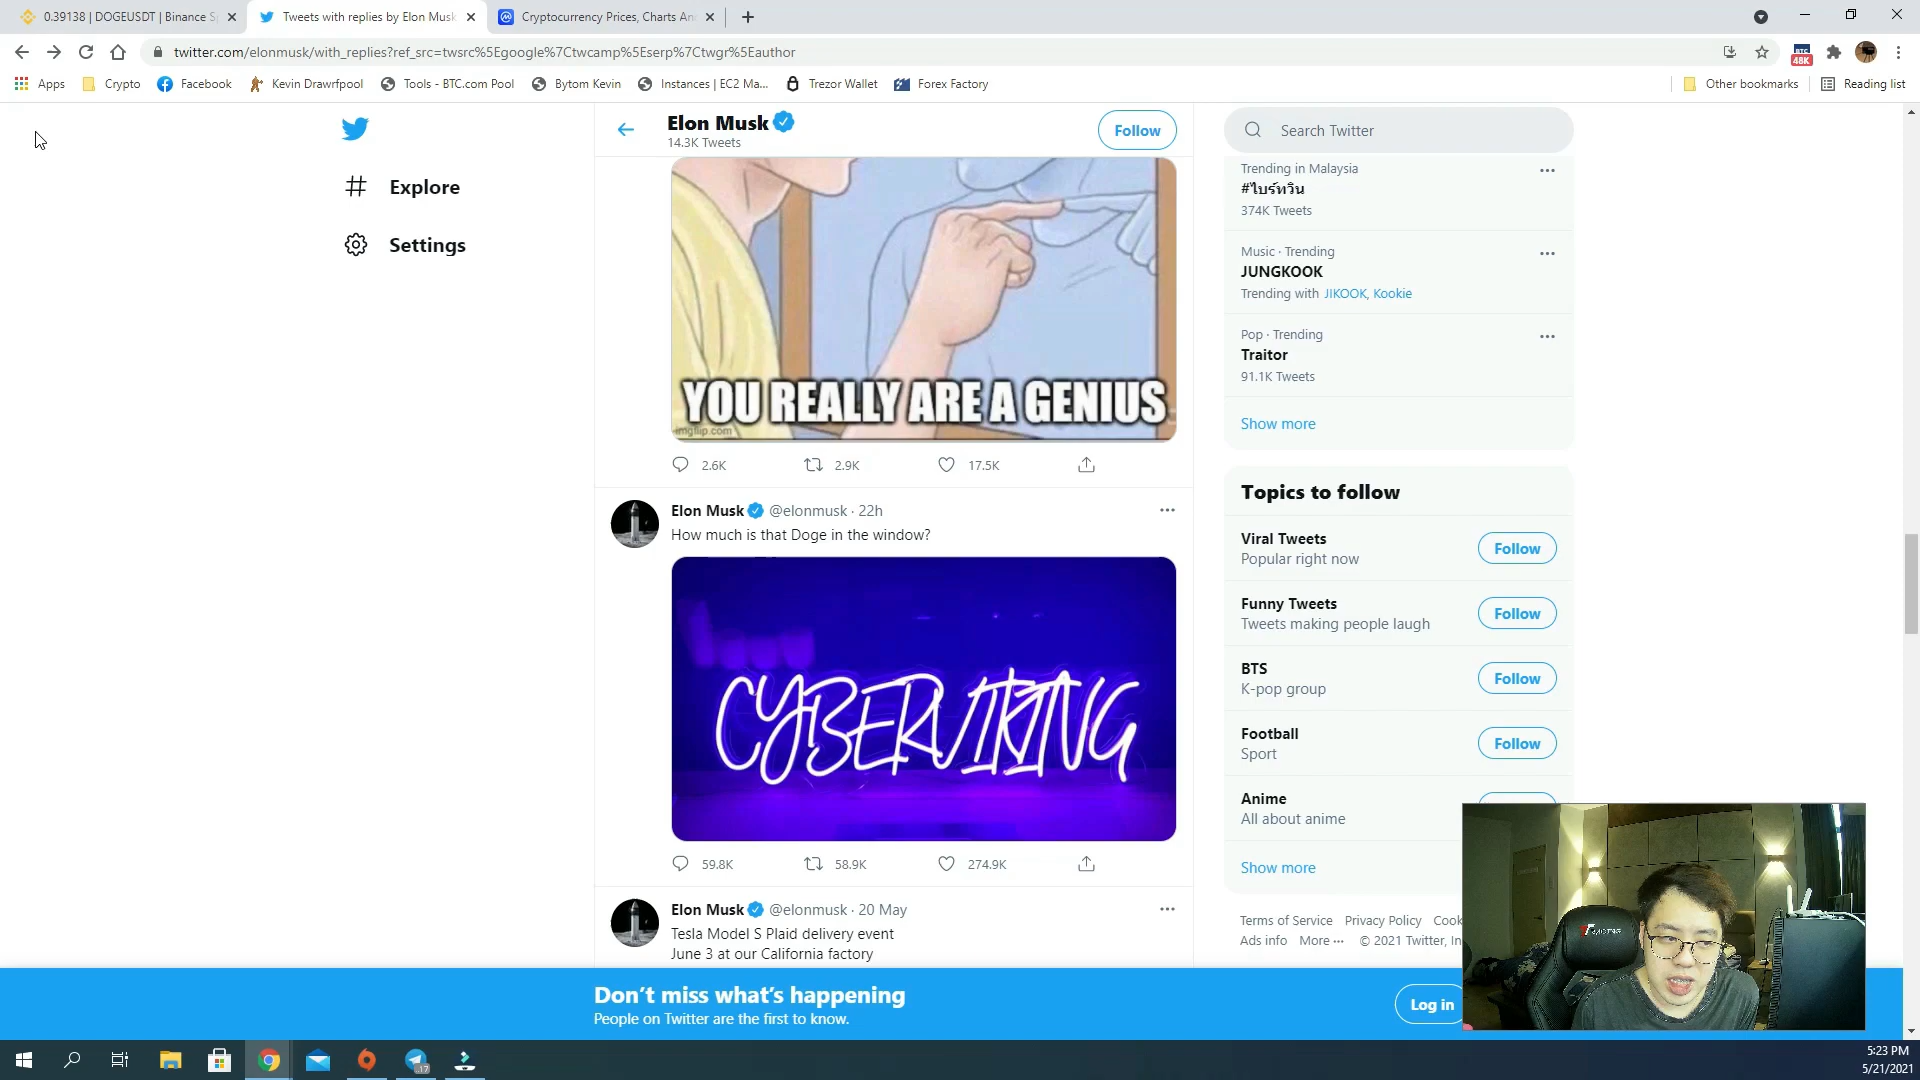 0.39138 | DOGEUSDT | Binance S
Tweets with replies by Elon Musk
Cryptocurrency Prices, Charts An
twitter.com/elonmusk/with_replies?ref_src=twsrc%5Egoogle%7Ctwcamp%5Eserp%7Ctwgr%5Eauthor
BTC
48K
Apps
Crypto
Facebook
Kevin Drawrfpool
Tools - BTC.com Pool
Bytom Kevin
Instances | EC2 Ma...
Trezor Wallet
Forex Factory
Other bookmarks
Reading list
Explore
Settings
Elon Musk
14.3K Tweets
Follow
YOU REALLY ARE A GENIUS
imgflip.com
2.6K
2.9K
17.5K
Elon Musk @elonmusk · 22h
How much is that Doge in the window?
CYBERVIKING
59.8K
58.9K
274.9K
Elon Musk @elonmusk · 20 May
Tesla Model S Plaid delivery event
June 3 at our California factory
Search Twitter
Trending in Malaysia
#ไบร์ทวิน
374K Tweets
Music · Trending
JUNGKOOK
Trending with JIKOOK, Kookie
Pop · Trending
Traitor
91.1K Tweets
Show more
Topics to follow
Viral Tweets
Popular right now
Follow
Funny Tweets
Tweets making people laugh
Follow
BTS
K-pop group
Follow
Football
Sport
Follow
Anime
All about anime
Show more
Terms of Service Privacy Policy Cook
Ads info More ··· © 2021 Twitter, In
Don't miss what's happening
People on Twitter are the first to know.
Log in
5:23 PM
5/21/2021